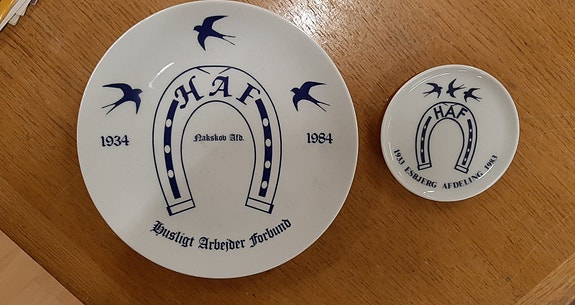 HAF
1934
Nakskov Afd.
1984
Husligt Arbejder Forbund
HAF
1933 ESBJERG AFDELING 1983